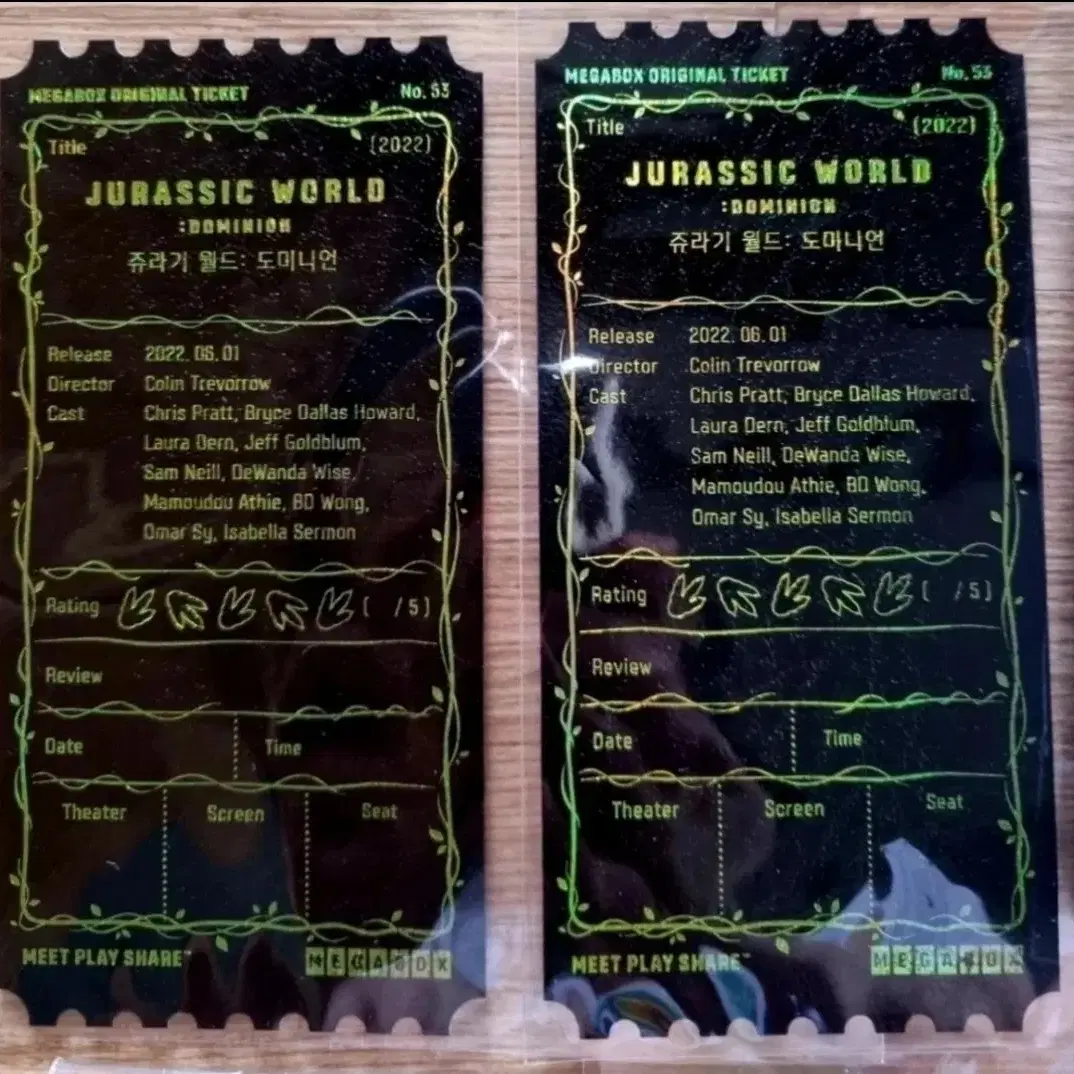 MEGABOX ORIGINAL TICKET No. 53
Title (2022)
JURASSIC WORLD
:DOMINION
쥬라기 월드: 도미니언
Release 2022. 06. 01
Director Colin Trevorrow
Cast Chris Pratt, Bryce Dallas Howard,
Laura Dern, Jeff Goldblum,
Sam Neill, DeWanda Wise,
Mamoudou Athie, BD Wong,
Omar Sy, Isabella Sermon
Rating ( /5)
Review
Date Time
Theater Screen Seat
MEET PLAY SHARE™ MEGABOX
MEGABOX ORIGINAL TICKET No. 53
Title (2022)
JURASSIC WORLD
:DOMINION
쥬라기 월드: 도미니언
Release 2022. 06. 01
Director Colin Trevorrow
Cast Chris Pratt, Bryce Dallas Howard,
Laura Dern, Jeff Goldblum,
Sam Neill, DeWanda Wise,
Mamoudou Athie, BD Wong,
Omar Sy, Isabella Sermon
Rating ( /5)
Review
Date Time
Theater Screen Seat
MEET PLAY SHARE™ MEGABOX